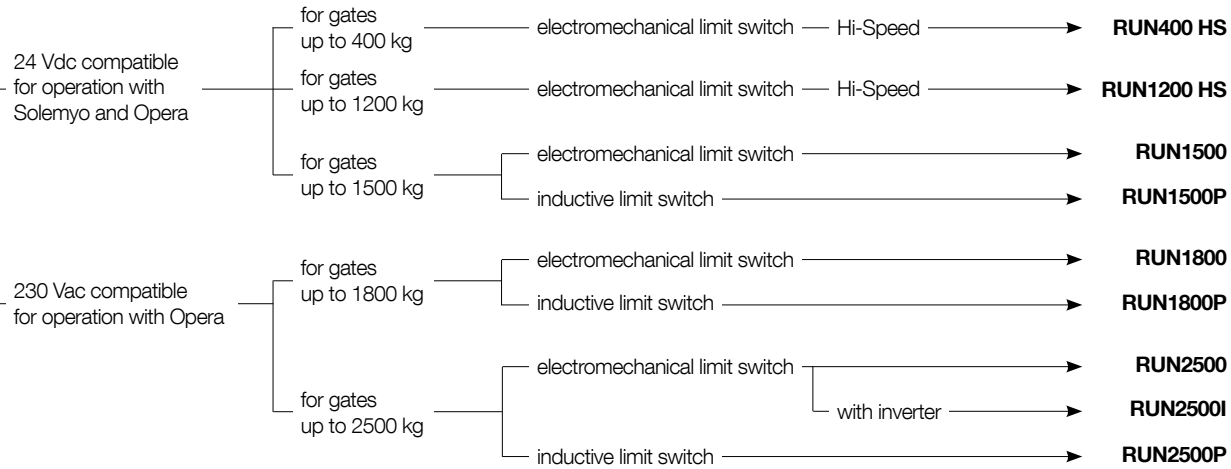 24 Vdc compatible
for operation with
Solemyo and Opera
for gates
up to 400 kg
electromechanical limit switch
Hi-Speed
RUN400 HS
for gates
up to 1200 kg
electromechanical limit switch
Hi-Speed
RUN1200 HS
for gates
up to 1500 kg
electromechanical limit switch
RUN1500
inductive limit switch
RUN1500P
230 Vac compatible
for operation with Opera
for gates
up to 1800 kg
electromechanical limit switch
RUN1800
inductive limit switch
RUN1800P
for gates
up to 2500 kg
electromechanical limit switch
RUN2500
with inverter
RUN2500I
inductive limit switch
RUN2500P